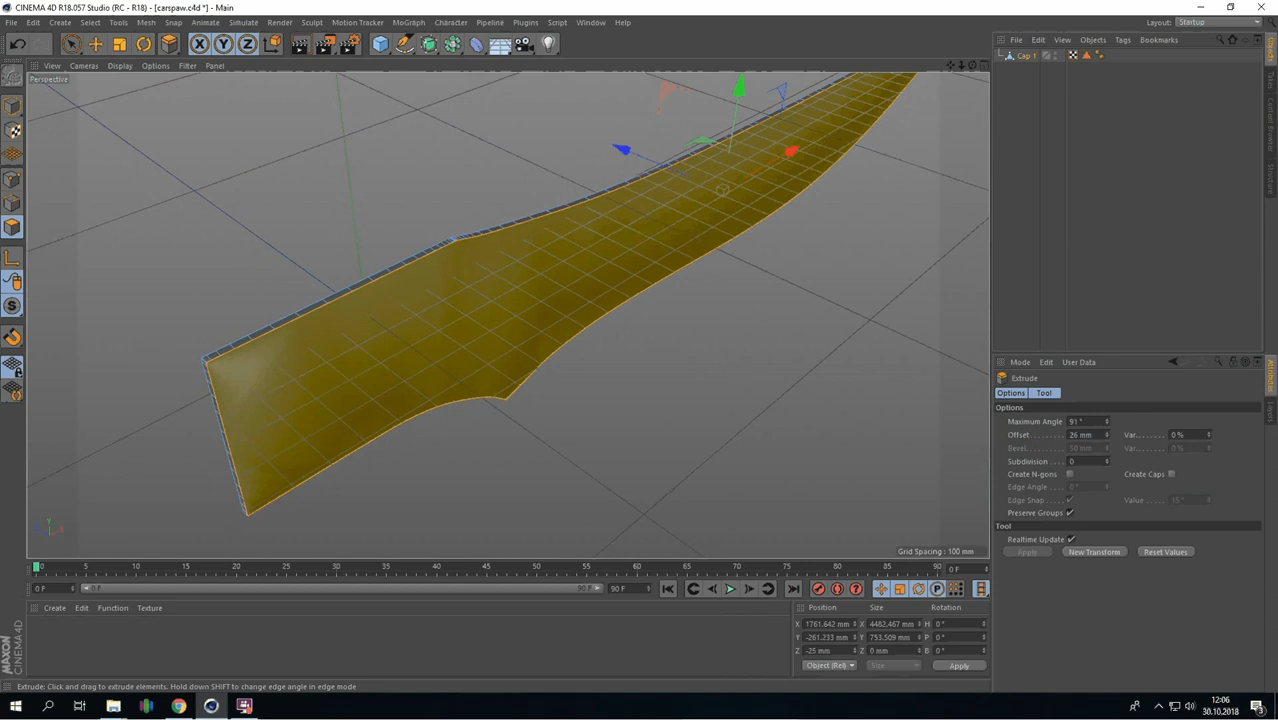 CINEMA 4D R18.057 Studio (RC - R18) - [carspaw.c4d *] - Main
File Edit Create Select Tools Mesh Snap Animate Simulate Render Sculpt Motion Tracker MoGraph Character Pipeline Plugins Script Window Help
Layout: Startup
X Y Z
File Edit View Objects Tags Bookmarks
View Cameras Display Options Filter Panel
Cap 1
Perspective
Objects
Takes
Content Browser
Structure
Mode Edit User Data
Extrude
Options Tool
Options
Maximum Angle 91 °
Offset 26 mm Var. 0 %
Bevel 50 mm Var. 0 %
Subdivision 0
Create N-gons Create Caps
Edge Angle 0 °
Edge Snap Value 15 °
Preserve Groups
Tool
Realtime Update
Apply New Transform Reset Values
Attributes
Layers
Grid Spacing : 100 mm
0 5 10 15 20 25 30 35 40 45 50 55 60 65 70 75 80 85 90 0 F
0 F 0 F 90 F 90 F
Create Edit Function Texture
Position Size Rotation
X 1761.642 mm X 4482.467 mm H 0 °
Y -261.233 mm Y 753.509 mm P 0 °
Z -25 mm Z 0 mm B 0 °
Object (Rel) Size Apply
MAXON CINEMA 4D
Extrude: Click and drag to extrude elements. Hold down SHIFT to change edge angle in edge mode
12:06
30.10.2018